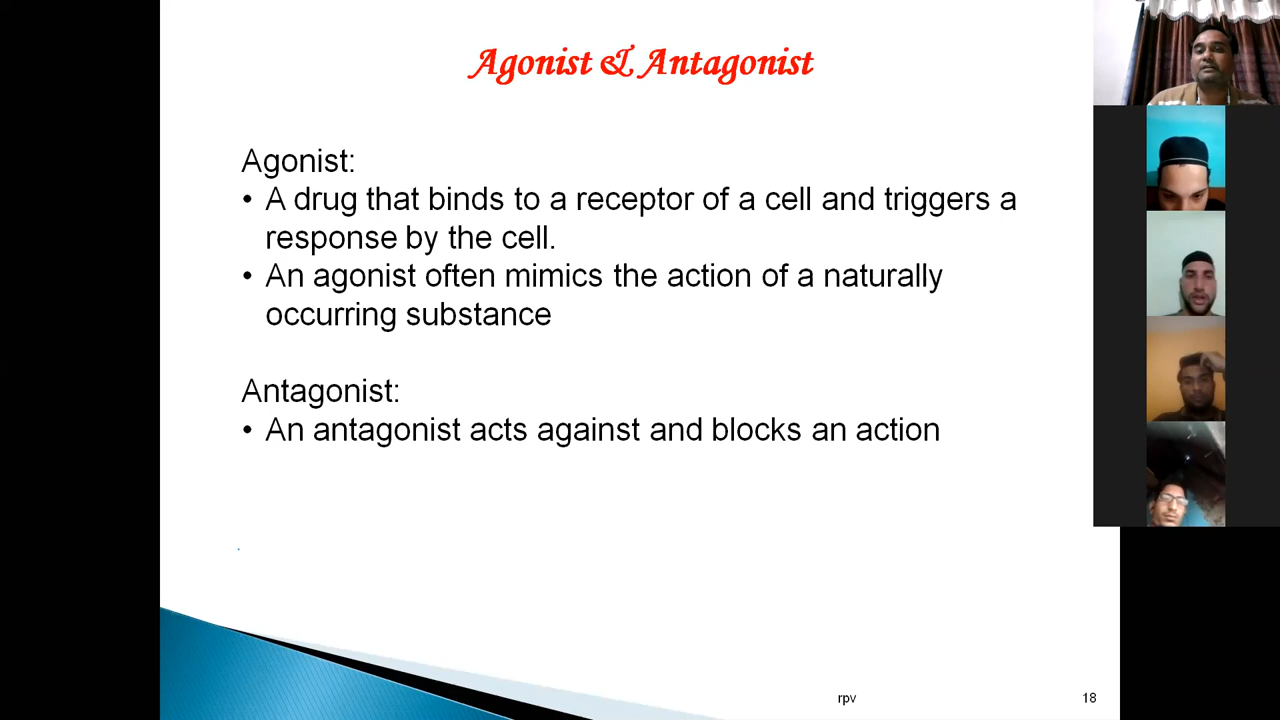 Agonist & Antagonist
Agonist:
• A drug that binds to a receptor of a cell and triggers a
response by the cell.
• An agonist often mimics the action of a naturally
occurring substance
Antagonist:
• An antagonist acts against and blocks an action
rpv
18